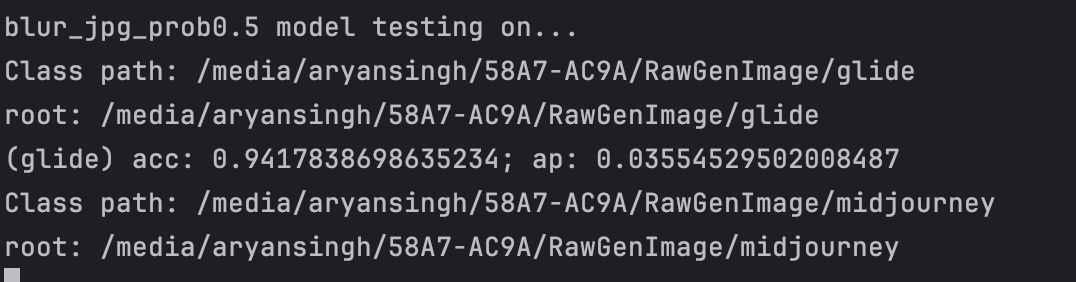 blur_jpg_prob0.5 model testing on...
Class path: /media/aryansingh/58A7-AC9A/RawGenImage/glide
root: /media/aryansingh/58A7-AC9A/RawGenImage/glide
(glide) acc: 0.9417838698635234; ap: 0.03554529502008487
Class path: /media/aryansingh/58A7-AC9A/RawGenImage/midjourney
root: /media/aryansingh/58A7-AC9A/RawGenImage/midjourney